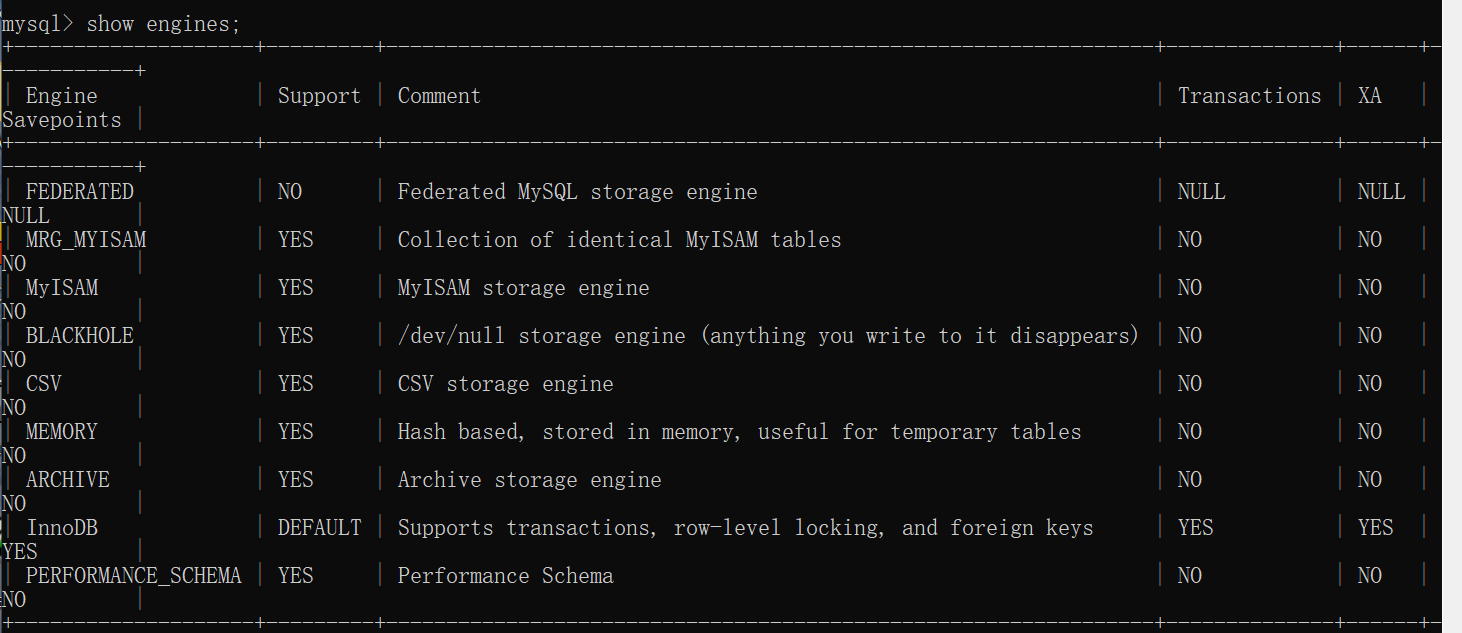 mysql> show engines;
+--------------------+---------+----------------------------------------------------------------+--------------+------+-
-----------+
| Engine             | Support | Comment                                                        | Transactions | XA   |
Savepoints |
+--------------------+---------+----------------------------------------------------------------+--------------+------+-
-----------+
| FEDERATED          | NO      | Federated MySQL storage engine                                 | NULL         | NULL |
NULL       |
| MRG_MYISAM         | YES     | Collection of identical MyISAM tables                          | NO           | NO   |
NO         |
| MyISAM             | YES     | MyISAM storage engine                                          | NO           | NO   |
NO         |
| BLACKHOLE          | YES     | /dev/null storage engine (anything you write to it disappears) | NO           | NO   |
NO         |
| CSV                | YES     | CSV storage engine                                             | NO           | NO   |
NO         |
| MEMORY             | YES     | Hash based, stored in memory, useful for temporary tables      | NO           | NO   |
NO         |
| ARCHIVE            | YES     | Archive storage engine                                         | NO           | NO   |
NO         |
| InnoDB             | DEFAULT | Supports transactions, row-level locking, and foreign keys     | YES          | YES  |
YES        |
| PERFORMANCE_SCHEMA | YES     | Performance Schema                                             | NO           | NO   |
NO         |
+--------------------+---------+----------------------------------------------------------------+--------------+------+-